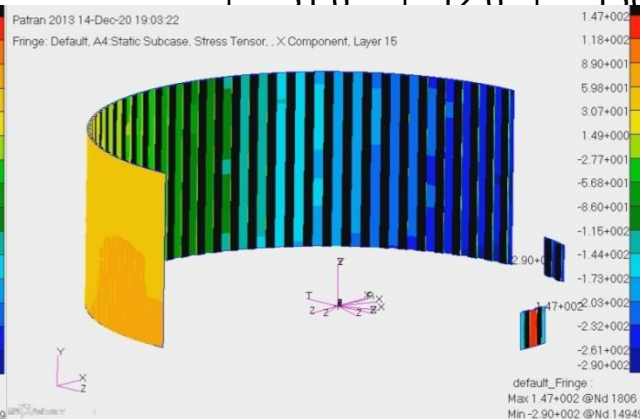 Patran 2013 14-Dec-20 19:03:22
Fringe: Default, A4:Static Subcase, Stress Tensor, , X Component, Layer 15
1.47+002
1.18+002
8.90+001
5.98+001
3.07+001
1.49+000
-2.77+001
-5.68+001
-8.60+001
-1.15+002
-1.44+002
-1.73+002
-2.03+002
-2.32+002
-2.61+002
-2.90+002
2.90+0
1.47+002
Z
T
R
X
Z
Z
Z
Z
X
Y
X
Z
default_Fringe :
Max 1.47+002 @Nd 1806
Min -2.90+002 @Nd 1494